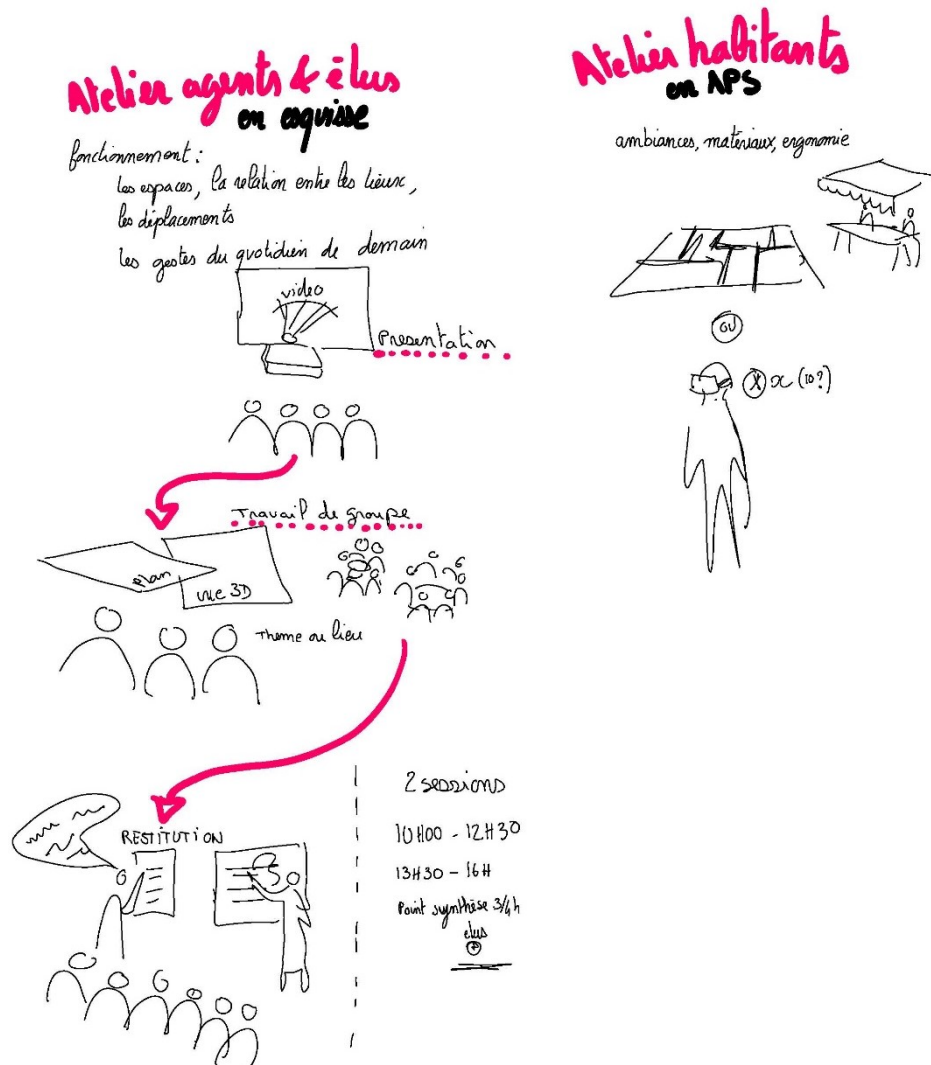 Atelier agents & élus
en esquisse
fonctionnement :
les espaces, la relation entre les lieux,
les déplacements
les gestes du quotidien de demain
video
Presentation
Travail de groupe
plan
vue 3D
Theme ou lieu
RESTITUTION
2 sessions
10H00 - 12H30
13H30 - 16H
Point synthèse 3/4h
élus
+
Atelier habitants
en APS
ambiances, matériaux, ergonomie
ou
x (10?)